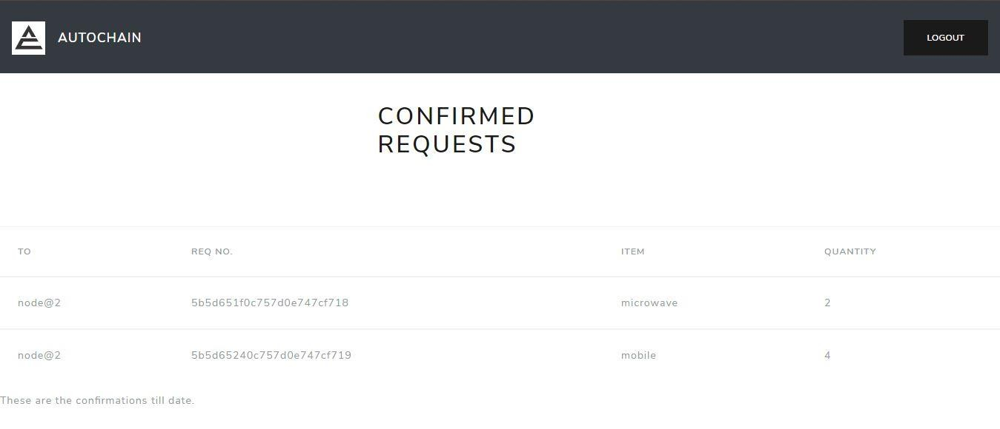 AUTOCHAIN
LOGOUT
CONFIRMED
REQUESTS
TO REQ NO. ITEM QUANTITY
node@2 5b5d651f0c757d0e747cf718 microwave 2
node@2 5b5d65240c757d0e747cf719 mobile 4
These are the confirmations till date.